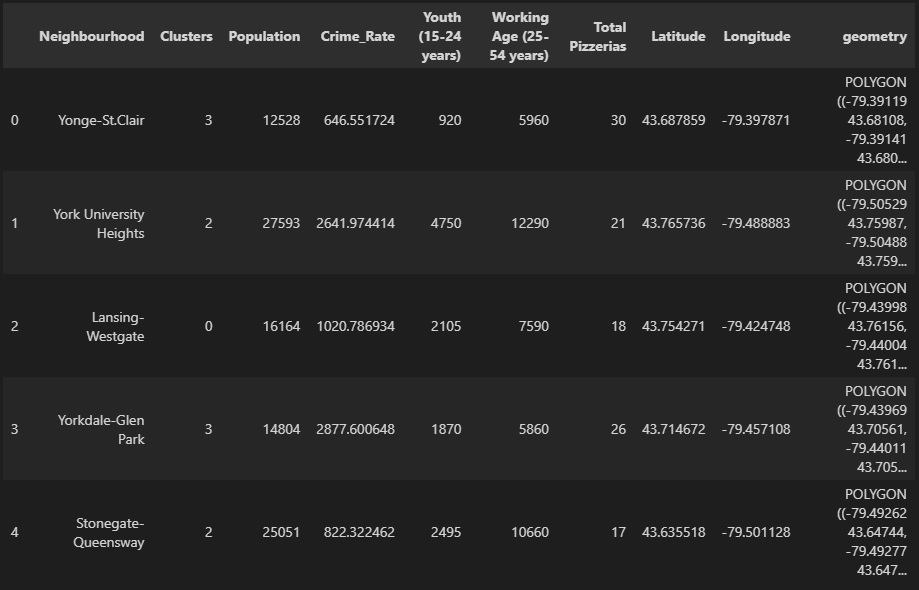 Neighbourhood Clusters Population Crime_Rate Youth (15-24 years) Working Age (25-54 years) Total Pizzerias Latitude Longitude geometry
0 Yonge-St.Clair 3 12528 646.551724 920 5960 30 43.687859 -79.397871 POLYGON ((-79.39119 43.68108, -79.39141 43.680...
1 York University Heights 2 27593 2641.974414 4750 12290 21 43.765736 -79.488883 POLYGON ((-79.50529 43.75987, -79.50488 43.759...
2 Lansing-Westgate 0 16164 1020.786934 2105 7590 18 43.754271 -79.424748 POLYGON ((-79.43998 43.76156, -79.44004 43.761...
3 Yorkdale-Glen Park 3 14804 2877.600648 1870 5860 26 43.714672 -79.457108 POLYGON ((-79.43969 43.70561, -79.44011 43.705...
4 Stonegate-Queensway 2 25051 822.322462 2495 10660 17 43.635518 -79.501128 POLYGON ((-79.49262 43.64744, -79.49277 43.647...